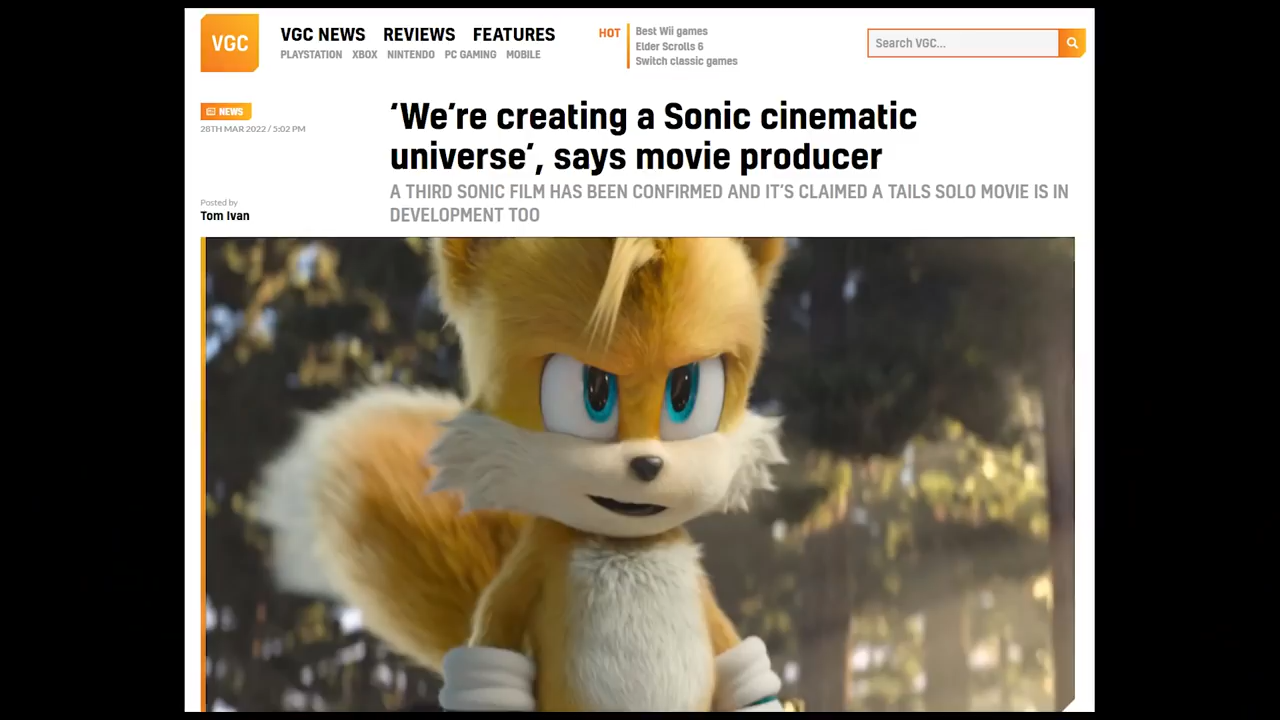 VGC
VGC NEWS REVIEWS FEATURES
PLAYSTATION XBOX NINTENDO PC GAMING MOBILE
HOT
Best Wii games
Elder Scrolls 6
Switch classic games
Search VGC...
NEWS
28TH MAR 2022 / 5:02 PM
Posted by
Tom Ivan
‘We’re creating a Sonic cinematic
universe’, says movie producer
A THIRD SONIC FILM HAS BEEN CONFIRMED AND IT’S CLAIMED A TAILS SOLO MOVIE IS IN
DEVELOPMENT TOO